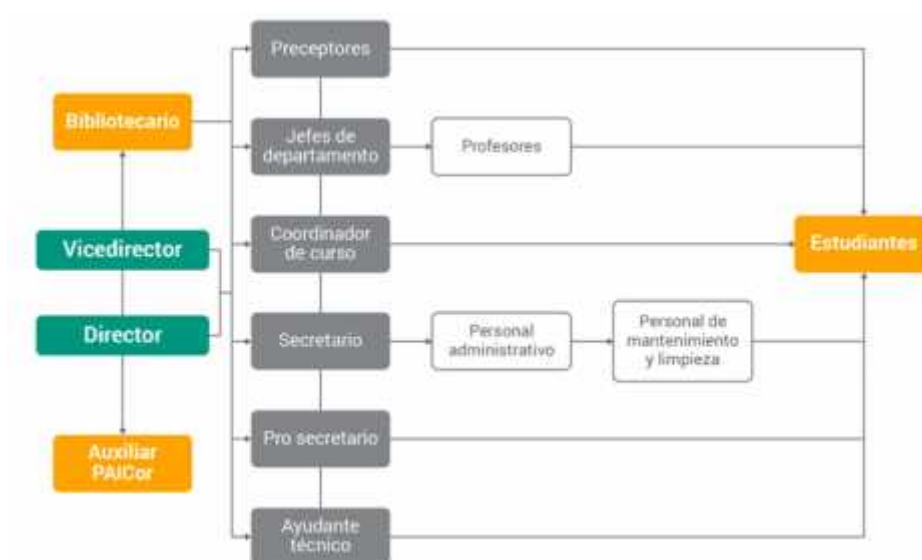 Preceptores
Bibliotecario
Jefes de
departamento
Profesores
Vicedirector
Coordinador
de curso
Estudiantes
Director
Secretario
Personal
administrativo
Personal de
mantenimiento
y limpieza
Auxiliar
PAICor
Pro secretario
Ayudante
técnico